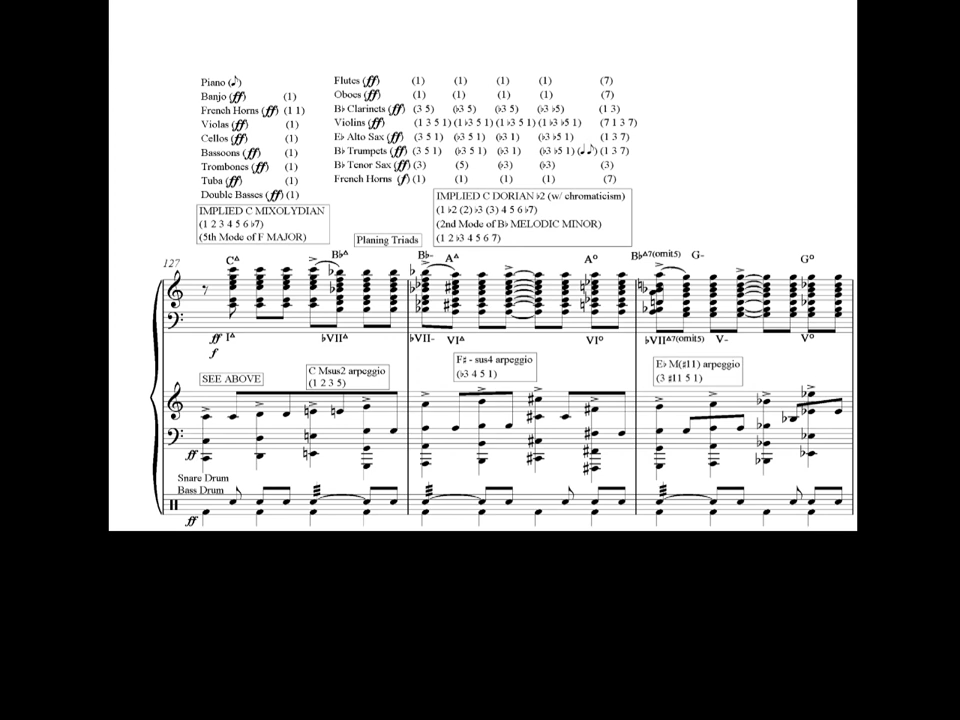 Piano (♪)
Banjo (ff) (1)
French Horns (ff) (1 1)
Violas (ff) (1)
Cellos (ff) (1)
Bassoons (ff) (1)
Trombones (ff) (1)
Tuba (ff) (1)
Double Basses (ff) (1)
Flutes (ff) (1) (1) (1) (1) (7)
Oboes (ff) (1) (1) (1) (1) (7)
B♭ Clarinets (ff) (3 5) (♭3 5) (♭3 5) (♭3 ♭5) (1 3)
Violins (ff) (1 3 5 1) (1 ♭3 5 1) (1 ♭3 5 1) (1 ♭3 ♭5 1) (7 1 3 7)
E♭ Alto Sax (ff) (3 5 1) (♭3 5 1) (♭3 1) (♭3 ♭5 1) (1 3 7)
B♭ Trumpets (ff) (3 5 1) (♭3 5 1) (♭3 5 1) (♭3 ♭5 1) (♩ ♪) (1 3 7)
B♭ Tenor Sax (ff) (3) (5) (♭3) (♭3) (3)
French Horns (f) (1) (1) (1) (1) (7)
IMPLIED C MIXOLYDIAN
(1 2 3 4 5 6 ♭7)
(5th Mode of F MAJOR)
IMPLIED C DORIAN ♭2 (w/ chromaticism)
(1 ♭2 (2) ♭3 (3) 4 5 6 ♭7)
(2nd Mode of B♭ MELODIC MINOR)
(1 2 ♭3 4 5 6 7)
Planing Triads
127
CΔ B♭Δ B♭- AΔ Ao B♭Δ7(omit5) G- Go
ff IΔ ♭VIIΔ ♭VII- VIΔ VIo ♭VIIΔ7(omit5) V- Vo
f
SEE ABOVE
C Msus2 arpeggio
(1 2 3 5)
F♯ - sus4 arpeggio
(♭3 4 5 1)
E♭ M(♯11) arpeggio
(3 ♯11 5 1)
ff
Snare Drum
Bass Drum
ff